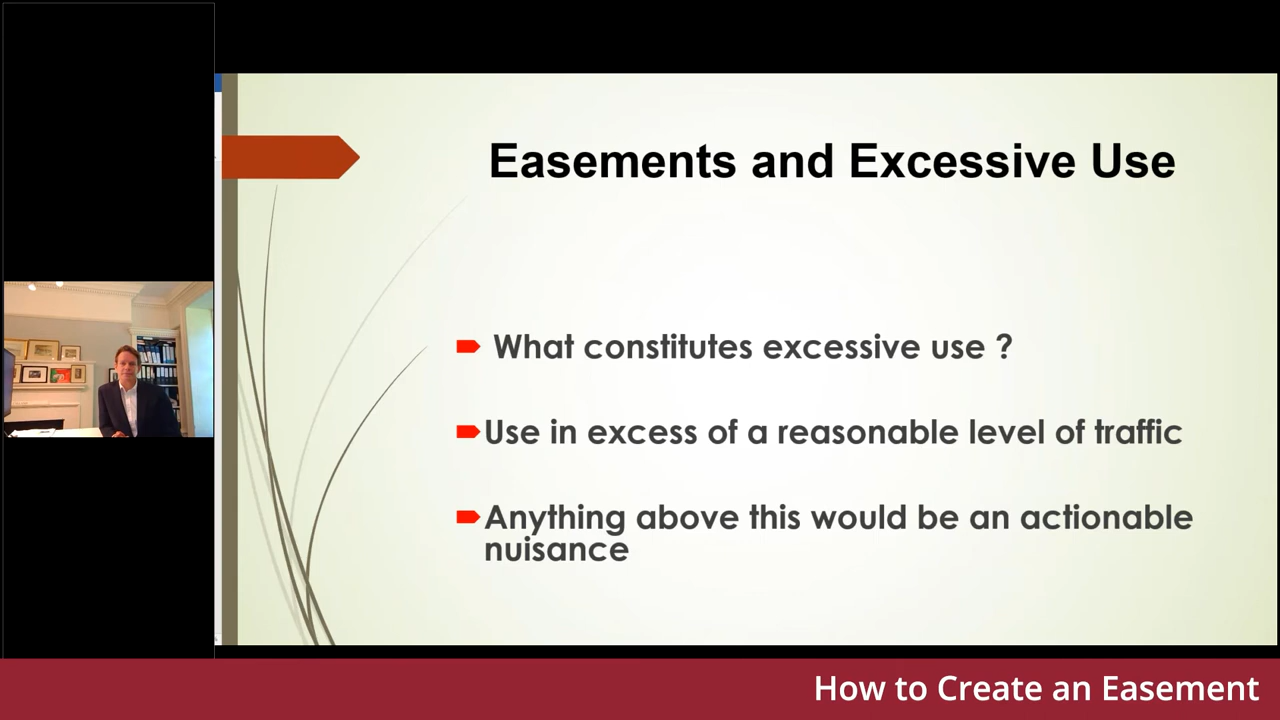 Easements and Excessive Use
What constitutes excessive use ?
Use in excess of a reasonable level of traffic
Anything above this would be an actionable
nuisance
How to Create an Easement